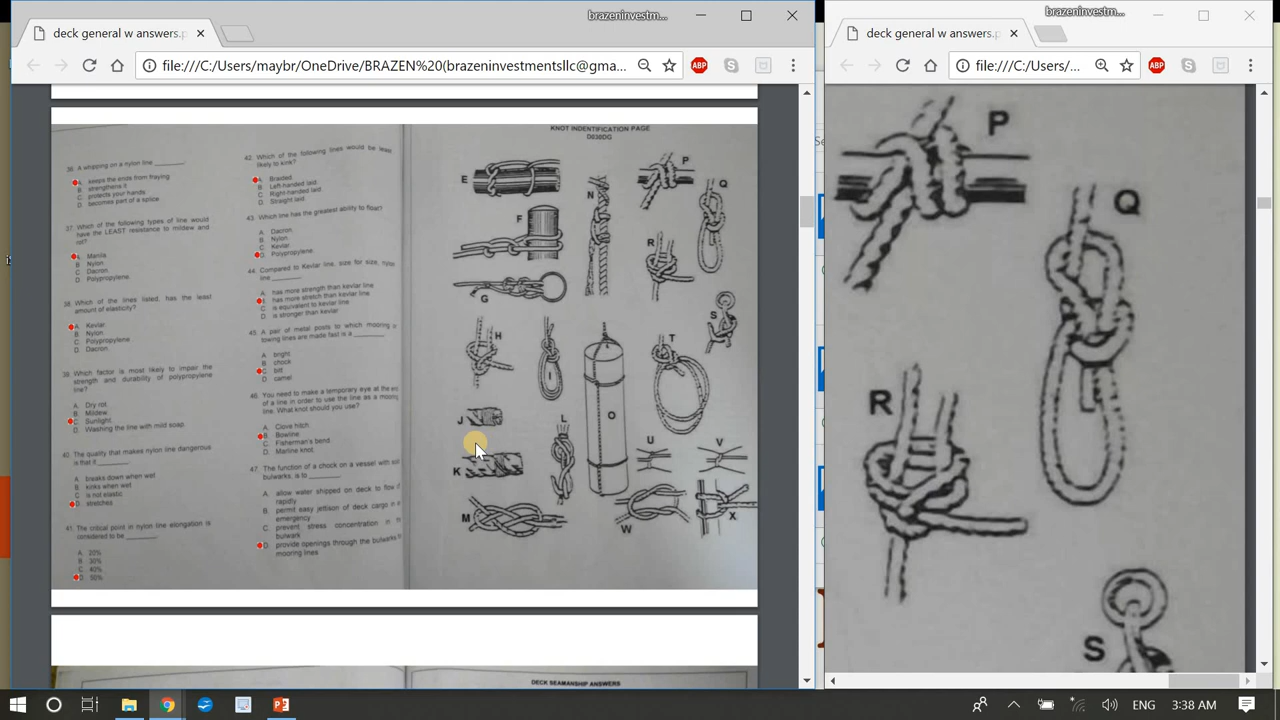 brazeninvestm...
deck general w answers.p
file:///C:/Users/maybr/OneDrive/BRAZEN%20(brazeninvestmentsllc@gma...
36. A whipping on a nylon line
A. keeps the ends from fraying
B strengthens it
C protects your hands
D. becomes part of a splice
37. Which of the following types of line would
have the LEAST resistance to mildew and
rot?
A. Manila.
B Nylon.
C Dacron.
D. Polypropylene.
38. Which of the lines listed, has the least
amount of elasticity?
A. Kevlar.
B Nylon.
C Polypropylene.
D. Dacron.
39. Which factor is most likely to impair the
strength and durability of polypropylene
line?
A. Dry rot.
B. Mildew.
C Sunlight.
D. Washing the line with mild soap.
40. The quality that makes nylon line dangerous
is that it
A breaks down when wet
B kinks when wet
C is not elastic
D. stretches
41. The critical point in nylon line elongation is
considered to be
A. 20%
B 30%
C 40%
D. 50%
42. Which of the following lines would be least
likely to kink?
A. Braided.
B. Left-handed laid.
C Right-handed laid.
D Straight laid.
43. Which line has the greatest ability to float?
A. Dacron.
B. Nylon.
C Kevlar.
D. Polypropylene.
44. Compared to Kevlar line, size for size, nylon
line
A. has more strength than kevlar line
B has more stretch than kevlar line
C is equivalent to kevlar line
D is stronger than kevlar
45. A pair of metal posts to which mooring
towing lines are made fast is a
A bright
B chock
C bitt
D camel
46. You need to make a temporary eye at the
of a line in order to use the line as a
line. What knot should you use?
A. Clove hitch.
B Bowline.
C. Fisherman's bend.
D Marline knot.
47. The function of a chock on a vessel with
bulwarks, is to
A. allow water shipped on deck to flow
rapidly
B. permit easy jettison of deck cargo
emergency
C. prevent stress concentration in
bulwark
D. provide openings through the bulwarks
mooring lines
KNOT INDENTIFICATION PAGE
D030DG
E
F
G
H
I
J
K
L
M
N
O
P
Q
R
S
T
U
V
W
X
DECK SEAMANSHIP ANSWERS
brazeninvestm...
deck general w answers.p
file:///C:/Users/...
P
Q
R
S
ENG
3:38 AM